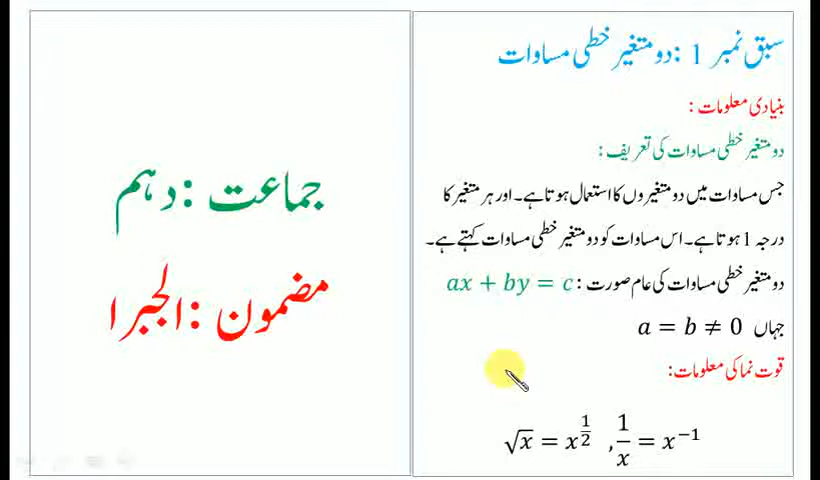 سبق نمبر 1 : دو متغیر خطی مساوات
بنیادی معلومات :
دو متغیر خطی مساوات کی تعریف :
جس مساوات میں دو متغیروں کا استعمال ہوتا ہے۔ اور ہر متغیر کا
درجہ 1 ہوتا ہے۔ اس مساوات کو دو متغیر خطی مساوات کہتے ہے۔
دو متغیر خطی مساوات کی عام صورت : ax + by = c
جہاں a = b ≠ 0
قوت نما کی معلومات:
√x = x^{1/2} , 1/x = x^{−1}
جماعت : دہم
مضمون : الجبرا